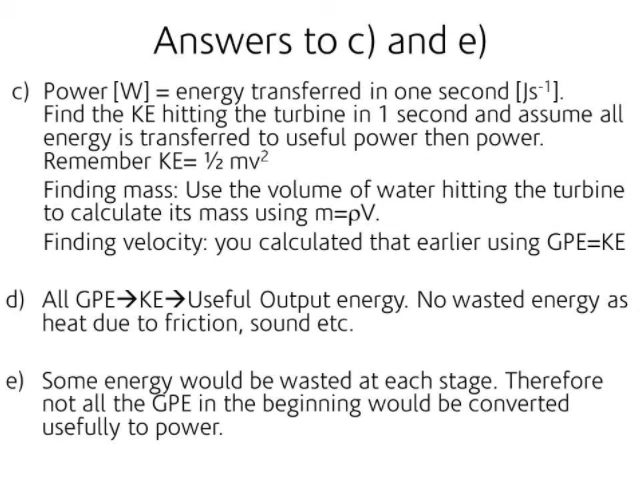 Answers to c) and e)
c) Power [W] = energy transferred in one second [Js⁻¹].
Find the KE hitting the turbine in 1 second and assume all
energy is transferred to useful power then power.
Remember KE= ½ mv²
Finding mass: Use the volume of water hitting the turbine
to calculate its mass using m=ρV.
Finding velocity: you calculated that earlier using GPE=KE
d) All GPE→KE→Useful Output energy. No wasted energy as
heat due to friction, sound etc.
e) Some energy would be wasted at each stage. Therefore
not all the GPE in the beginning would be converted
usefully to power.